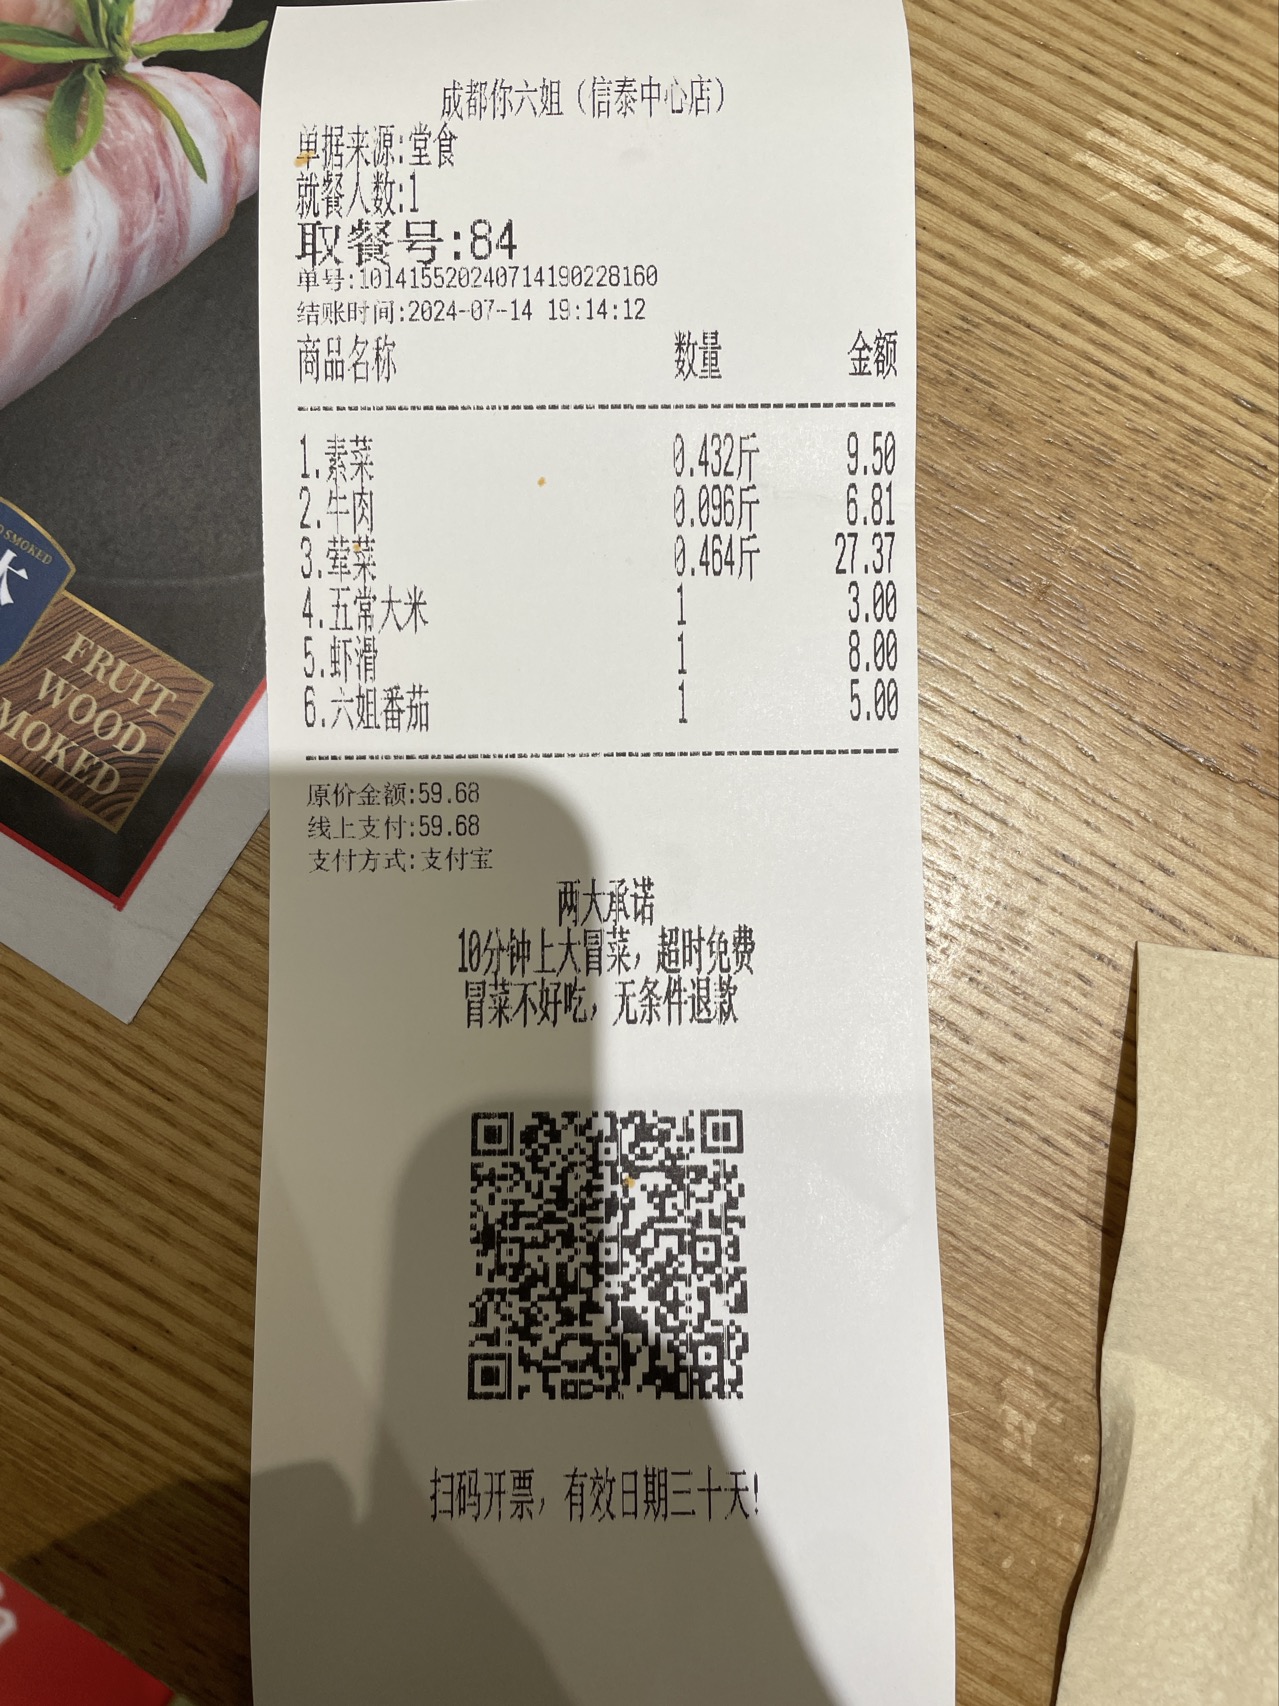 成都你六姐（信泰中心店）
单据来源:堂食
就餐人数:1
取餐号:84
单号:10141552024071419022816​0
结账时间:2024-07-14 19:14:12
商品名称 数量 金额
1.素菜 0.432斤 9.50
2.牛肉 0.096斤 6.81
3.荤菜 0.464斤 27.37
4.五常大米 1 3.00
5.虾滑 1 8.00
6.六姐番茄 1 5.00
原价金额:59.68
线上支付:59.68
支付方式:支付宝
两大承诺
10分钟上大冒菜，超时免费
冒菜不好吃，无条件退款
扫码开票，有效日期三十天!
SMOKED
FRUIT
WOOD
SMOKED